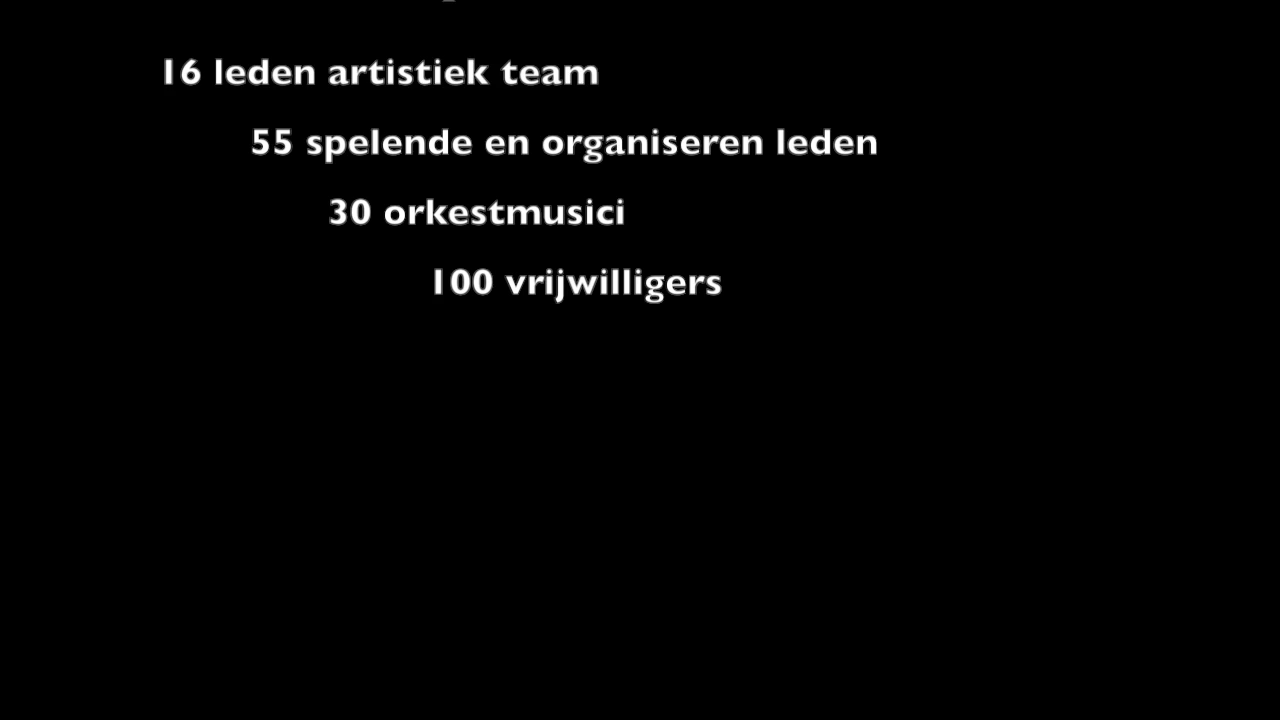 16 leden artistiek team
55 spelende en organiseren leden
30 orkestmusici
100 vrijwilligers